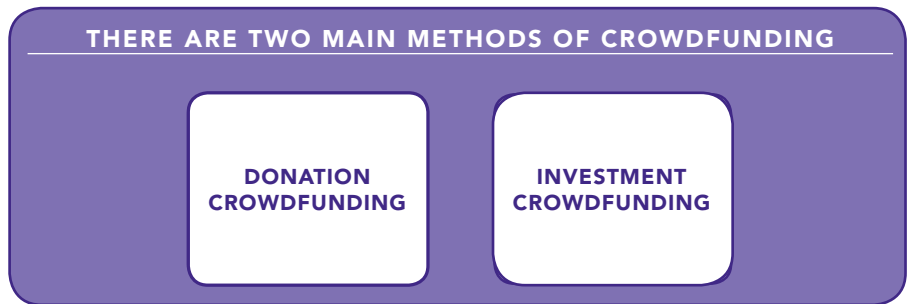 THERE ARE TWO MAIN METHODS OF CROWDFUNDING
DONATION
CROWDFUNDING
INVESTMENT
CROWDFUNDING